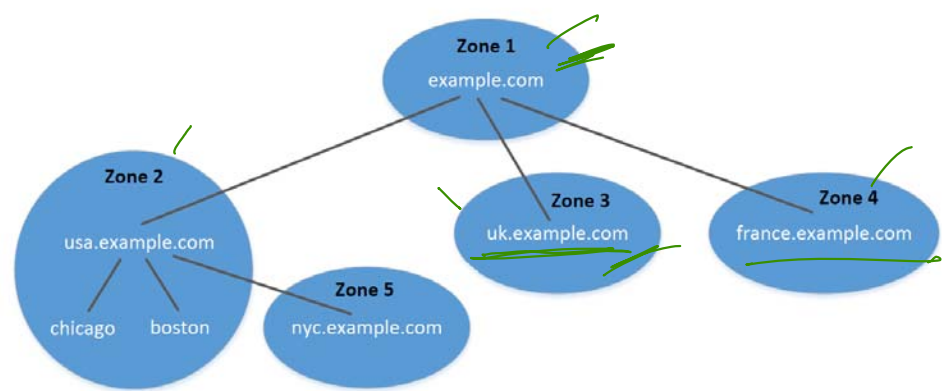 Zone 1
example.com
Zone 2
usa.example.com
chicago boston
Zone 3
uk.example.com
Zone 4
france.example.com
Zone 5
nyc.example.com